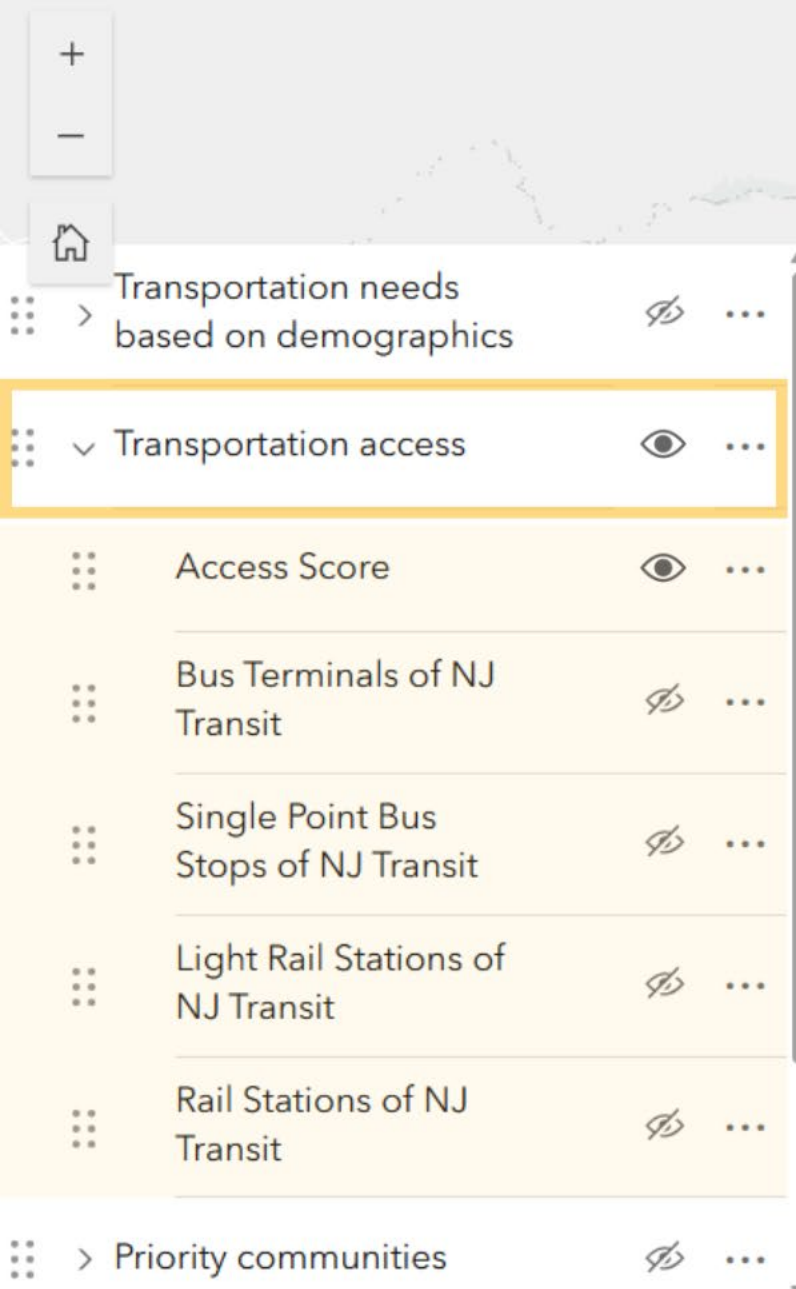 Transportation needs
based on demographics
Transportation access
Access Score
Bus Terminals of NJ
Transit
Single Point Bus
Stops of NJ Transit
Light Rail Stations of
NJ Transit
Rail Stations of NJ
Transit
Priority communities